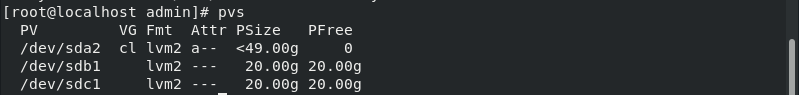 [root@localhost admin]# pvs
  PV         VG Fmt  Attr PSize   PFree
  /dev/sda2  cl lvm2 a--  <49.00g     0
  /dev/sdb1     lvm2 ---   20.00g 20.00g
  /dev/sdc1     lvm2 ---   20.00g 20.00g